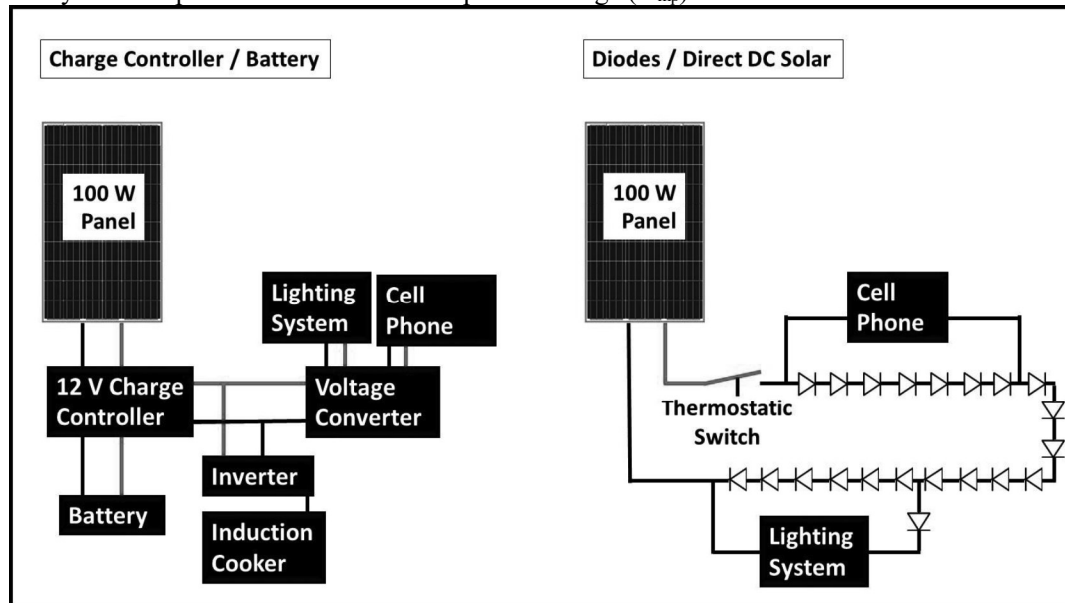 Charge Controller / Battery
Diodes / Direct DC Solar
100 W
Panel
Lighting
System
Cell
Phone
12 V Charge
Controller
Voltage
Converter
Inverter
Battery
Induction
Cooker
100 W
Panel
Cell
Phone
Thermostatic
Switch
Lighting
System